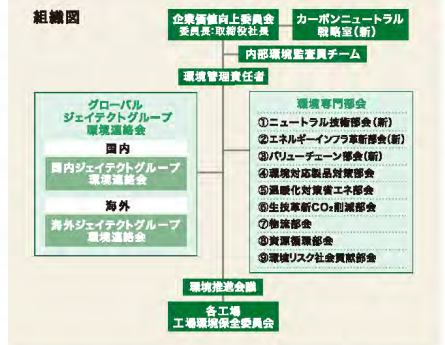 組織図
企業価値向上委員会
委員長:取締役社長
カーボンニュートラル
戦略室(新)
内部環境監査員チーム
環境管理責任者
グローバル
ジェイテクトグループ
環境連絡会
国内
国内ジェイテクトグループ
環境連絡会
海外
海外ジェイテクトグループ
環境連絡会
環境専門部会
①ニュートラル技術部会(新)
②エネルギーインフラ革新部会(新)
③バリューチェーン部会(新)
④環境対応製品対策部会
⑤温暖化対策省エネ部会
⑥生技革新CO₂削減部会
⑦物流部会
⑧資源循環部会
⑨環境リスク社会貢献部会
環境推進会議
各工場
工場環境保全委員会